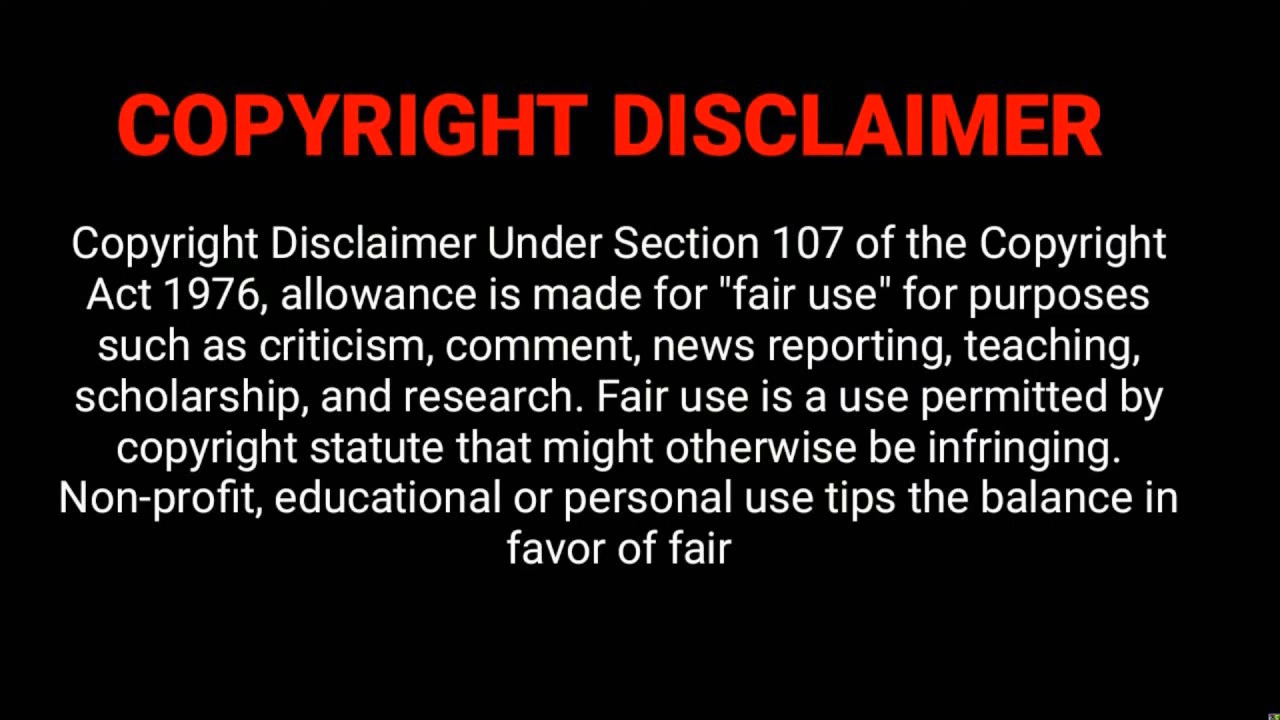 COPYRIGHT DISCLAIMER
Copyright Disclaimer Under Section 107 of the Copyright
Act 1976, allowance is made for "fair use" for purposes
such as criticism, comment, news reporting, teaching,
scholarship, and research. Fair use is a use permitted by
copyright statute that might otherwise be infringing.
Non-profit, educational or personal use tips the balance in
favor of fair